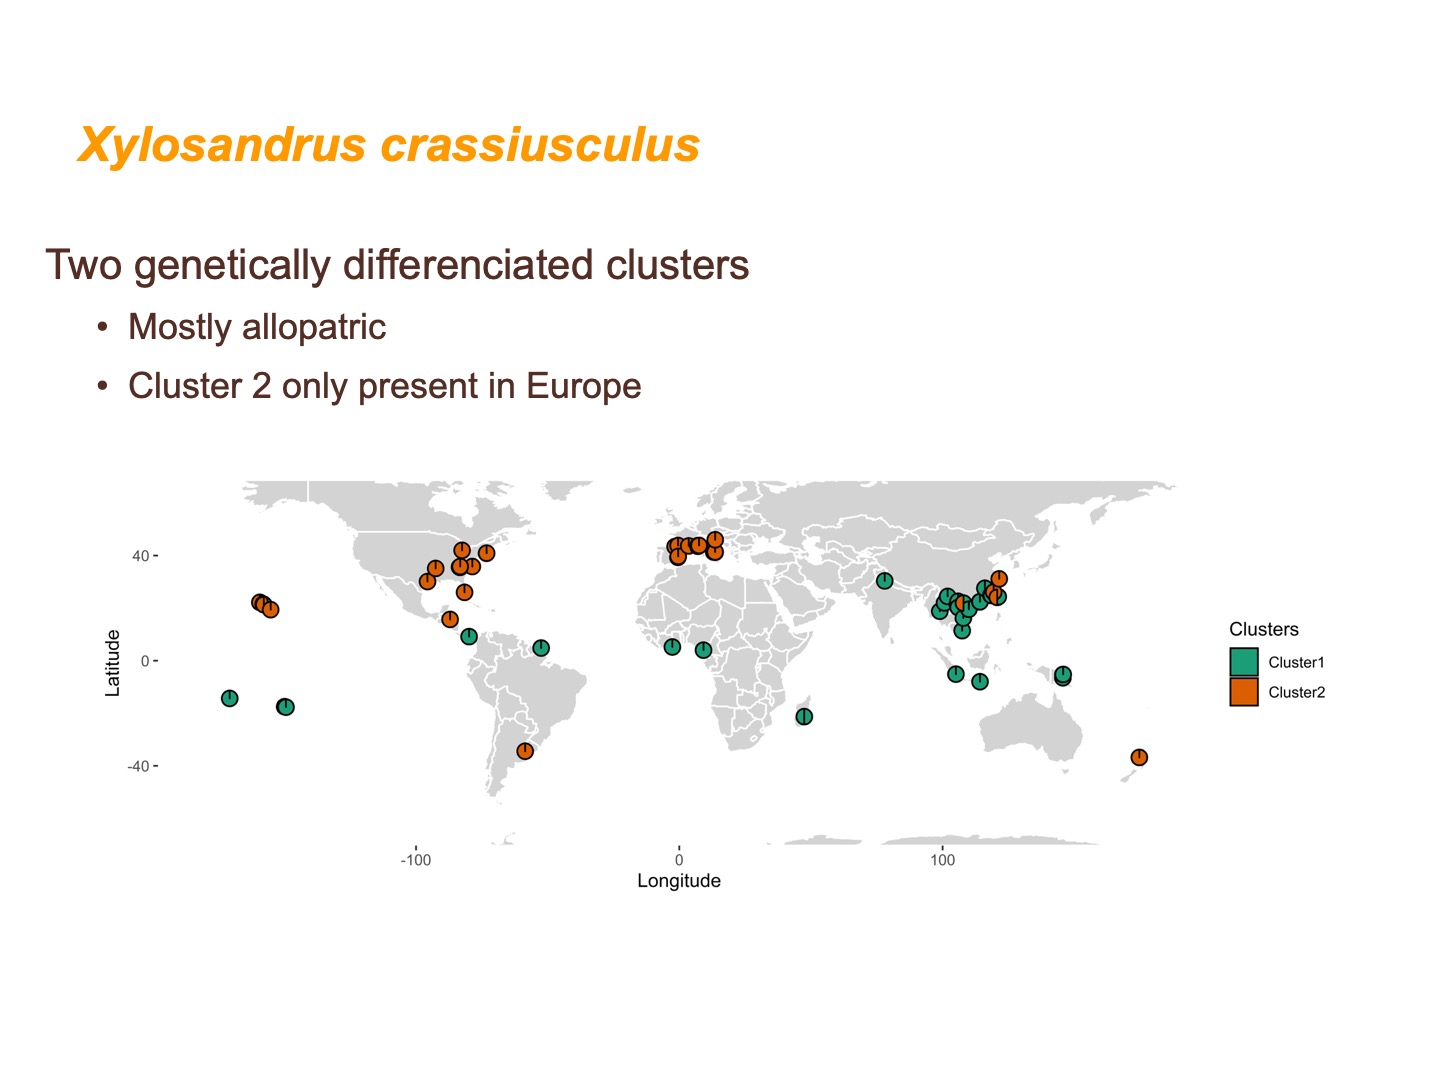 Xylosandrus crassiusculus
Two genetically differenciated clusters
• Mostly allopatric
• Cluster 2 only present in Europe
40
0
-40
Latitude
-100
0
100
Longitude
Clusters
Cluster1
Cluster2